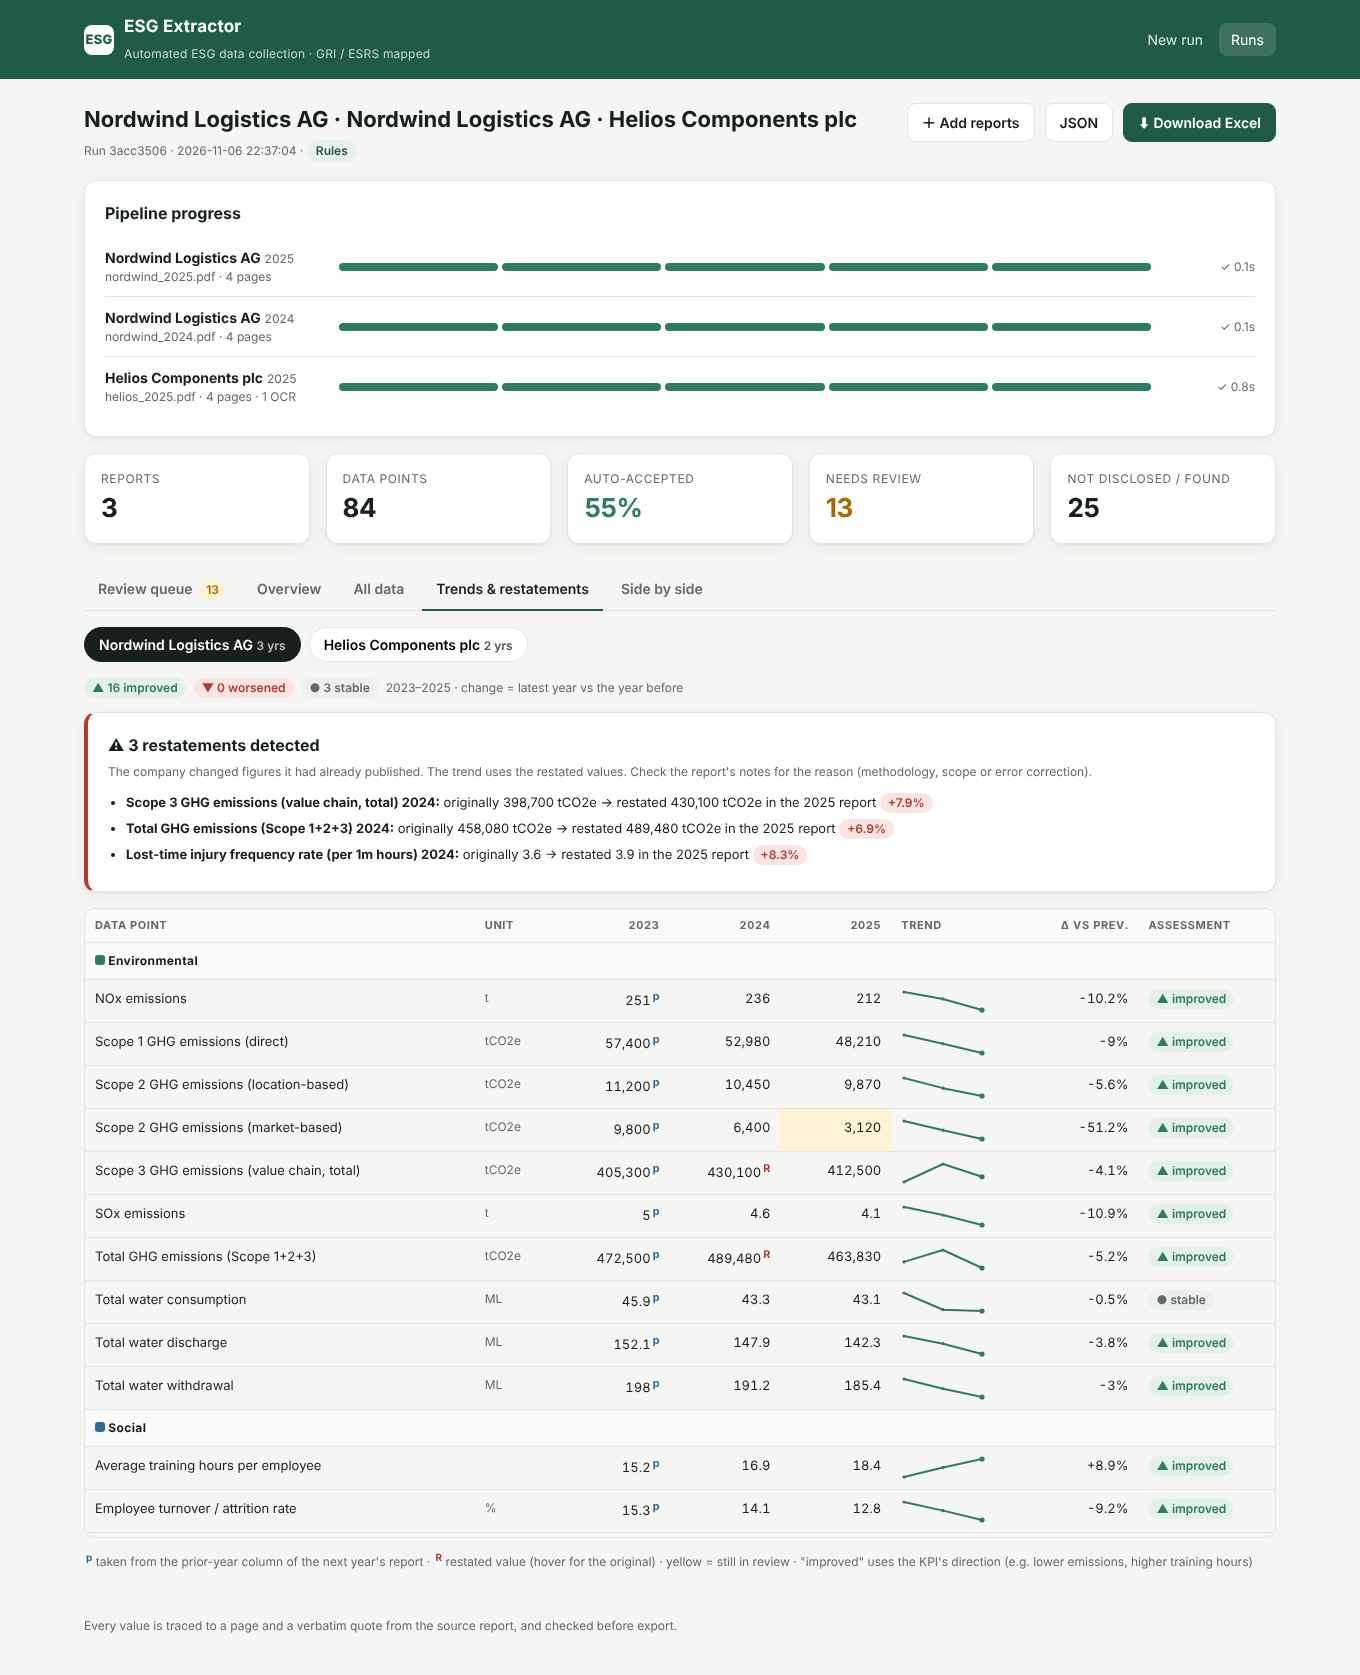 ESG
ESG Extractor
Automated ESG data collection · GRI / ESRS mapped
New run
Runs
Nordwind Logistics AG · Nordwind Logistics AG · Helios Components plc
+ Add reports
JSON
⬇ Download Excel
Run 3acc3506 · 2026-11-06 22:37:04 · Rules
Pipeline progress
Nordwind Logistics AG 2025
nordwind_2025.pdf · 4 pages
✓ 0.1s
Nordwind Logistics AG 2024
nordwind_2024.pdf · 4 pages
✓ 0.1s
Helios Components plc 2025
helios_2025.pdf · 4 pages · 1 OCR
✓ 0.8s
REPORTS
3
DATA POINTS
84
AUTO-ACCEPTED
55%
NEEDS REVIEW
13
NOT DISCLOSED / FOUND
25
Review queue 13
Overview
All data
Trends & restatements
Side by side
Nordwind Logistics AG 3 yrs
Helios Components plc 2 yrs
▲ 16 improved ▼ 0 worsened ● 3 stable 2023–2025 · change = latest year vs the year before
⚠ 3 restatements detected
The company changed figures it had already published. The trend uses the restated values. Check the report's notes for the reason (methodology, scope or error correction).
• Scope 3 GHG emissions (value chain, total) 2024: originally 398,700 tCO2e → restated 430,100 tCO2e in the 2025 report +7.9%
• Total GHG emissions (Scope 1+2+3) 2024: originally 458,080 tCO2e → restated 489,480 tCO2e in the 2025 report +6.9%
• Lost-time injury frequency rate (per 1m hours) 2024: originally 3.6 → restated 3.9 in the 2025 report +8.3%
DATA POINT UNIT 2023 2024 2025 TREND Δ VS PREV. ASSESSMENT
Environmental
NOx emissions t 251 p 236 212 -10.2% ▲ improved
Scope 1 GHG emissions (direct) tCO2e 57,400 p 52,980 48,210 -9% ▲ improved
Scope 2 GHG emissions (location-based) tCO2e 11,200 p 10,450 9,870 -5.6% ▲ improved
Scope 2 GHG emissions (market-based) tCO2e 9,800 p 6,400 3,120 -51.2% ▲ improved
Scope 3 GHG emissions (value chain, total) tCO2e 405,300 p 430,100 R 412,500 -4.1% ▲ improved
SOx emissions t 5 p 4.6 4.1 -10.9% ▲ improved
Total GHG emissions (Scope 1+2+3) tCO2e 472,500 p 489,480 R 463,830 -5.2% ▲ improved
Total water consumption ML 45.9 p 43.3 43.1 -0.5% ● stable
Total water discharge ML 152.1 p 147.9 142.3 -3.8% ▲ improved
Total water withdrawal ML 198 p 191.2 185.4 -3% ▲ improved
Social
Average training hours per employee 15.2 p 16.9 18.4 +8.9% ▲ improved
Employee turnover / attrition rate % 15.3 p 14.1 12.8 -9.2% ▲ improved
p taken from the prior-year column of the next year's report · R restated value (hover for the original) · yellow = still in review · "improved" uses the KPI's direction (e.g. lower emissions, higher training hours)
Every value is traced to a page and a verbatim quote from the source report, and checked before export.